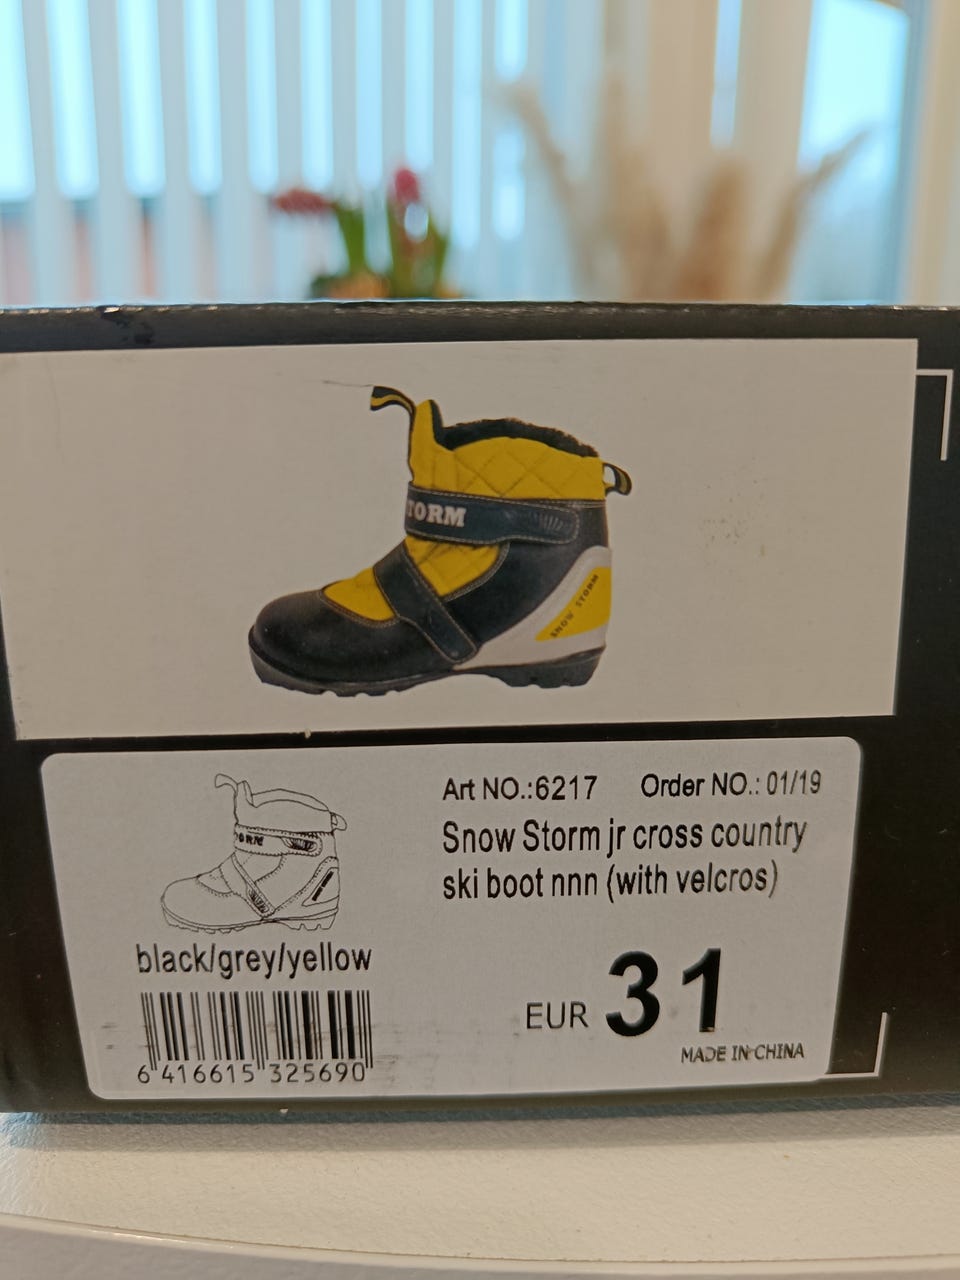 TORM
SNOW STORM
Art NO.:6217 Order NO.: 01/19
Snow Storm jr cross country
ski boot nnn (with velcros)
black/grey/yellow
EUR 31
MADE IN CHINA
6 416615 325690